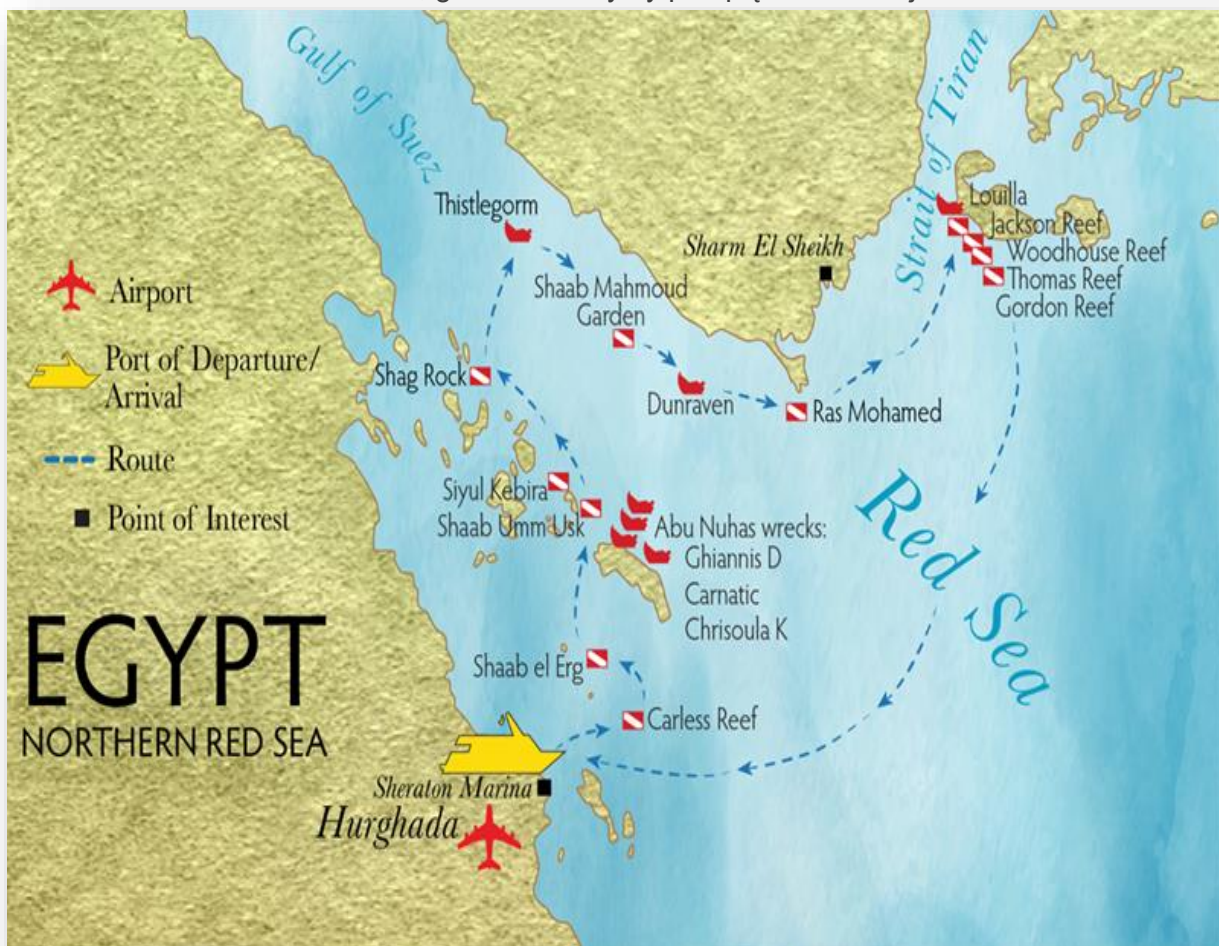 Gulf of Suez
Strait of Tiran
Thistlegorm
Louilla
Jackson Reef
Woodhouse Reef
Thomas Reef
Gordon Reef
Sharm El Sheikh
Shaab Mahmoud
Garden
Airport
Port of Departure/
Arrival
Route
Point of Interest
Shag Rock
Dunraven
Ras Mohamed
Siyul Kebira
Shaab Umm Usk
Abu Nuhas wrecks:
Ghiannis D
Carnatic
Chrisoula K
Red Sea
EGYPT
NORTHERN RED SEA
Shaab el Erg
Carless Reef
Sheraton Marina
Hurghada